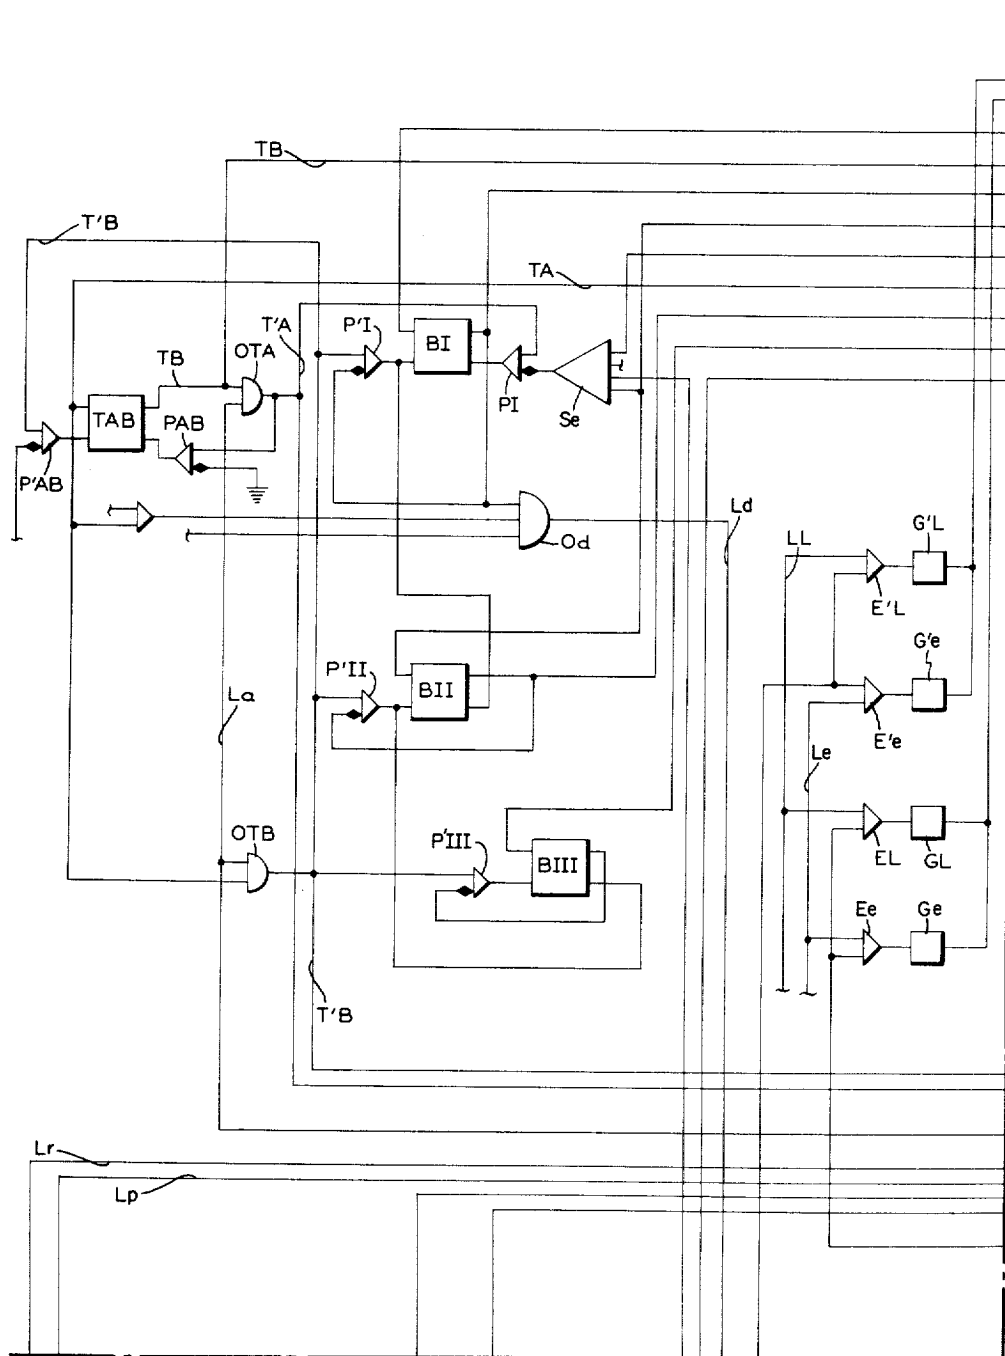 TB
T'B
TA
T'A
P'I
BI
TB
OTA
PI
Se
TAB
PAB
P'AB
Ld
Od
LL
G'L
E'L
G'e
P'II
BII
La
E'e
Le
OTB
P'III
BIII
EL
GL
Ee
Ge
T'B
Lr
Lp